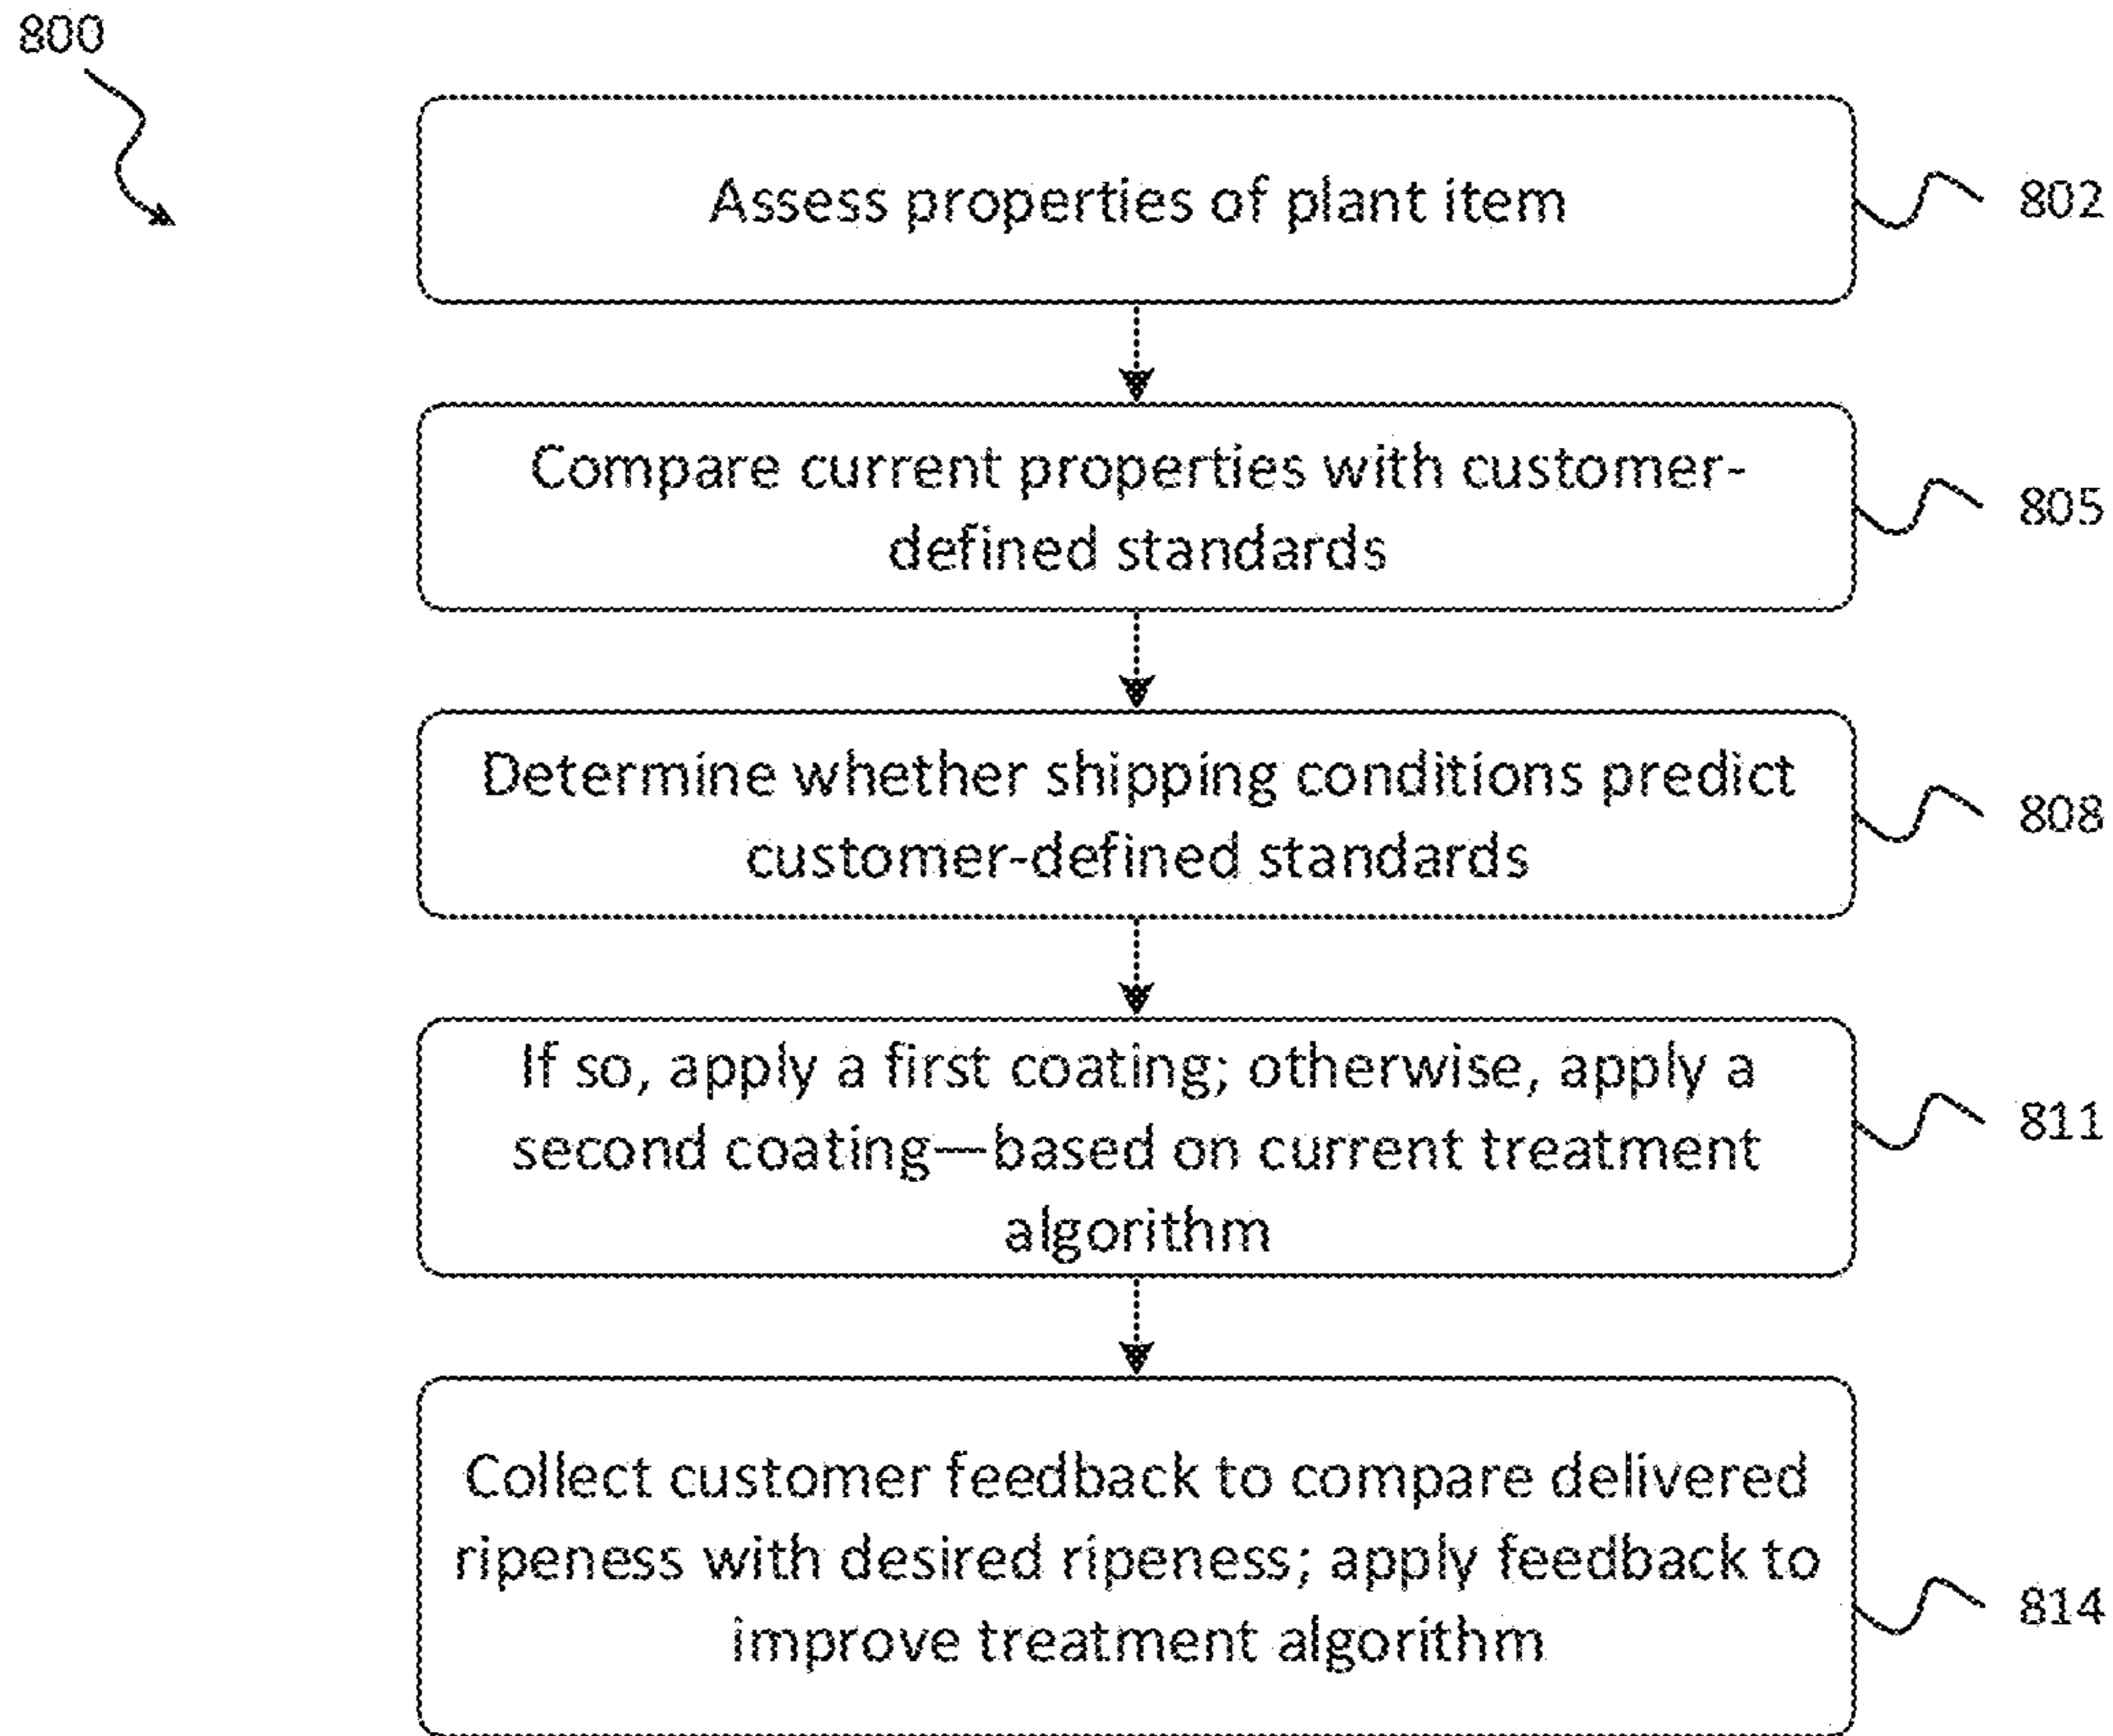 800
Assess properties of plant item
802
Compare current properties with customer-
defined standards
805
Determine whether shipping conditions predict
customer-defined standards
808
If so, apply a first coating; otherwise, apply a
second coating—based on current treatment
algorithm
811
Collect customer feedback to compare delivered
ripeness with desired ripeness; apply feedback to
improve treatment algorithm
814